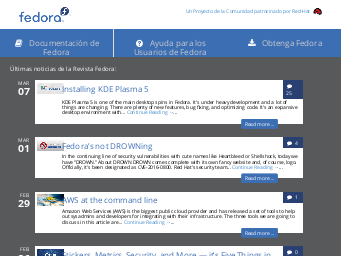 fedora
Un Proyecto de la Comunidad patrocinado por Red Hat
Documentación de Fedora
Ayuda para los Usuarios de Fedora
Obtenga Fedora
Últimas noticias de la Revista Fedora:
MAR 07
Installing KDE Plasma 5
25
KDE Plasma 5 is one of the main desktop spins in Fedora. It's under heavy development and a lot of
things are changing. There are plenty of new features, bug fixing, and optimizing code. It's an expansive
desktop environment with... Continue Reading →...
Read more...
MAR 01
Fedora's not DROWNing
4
In the continuing line of security vulnerabilities with cute names like Heartbleed or Shellshock, today we
have "DROWN." About DROWN DROWN comes complete with its own fancy website and, of course, logo
Officially, it's been designated as CVE-2016-0800. Red Hat's security team... Continue Reading →...
Read more...
FEB 29
AWS at the command line
1
Amazon Web Services (AWS) is the biggest public cloud provider and has released a set of tools to help
out sysadmins and developers for integrating with their infrastructure. The three tools we are going to
discuss in this article are... Continue Reading →...
Read more...
FEB
Stickers, Metrics, Security, and More — it's Five Things in
0